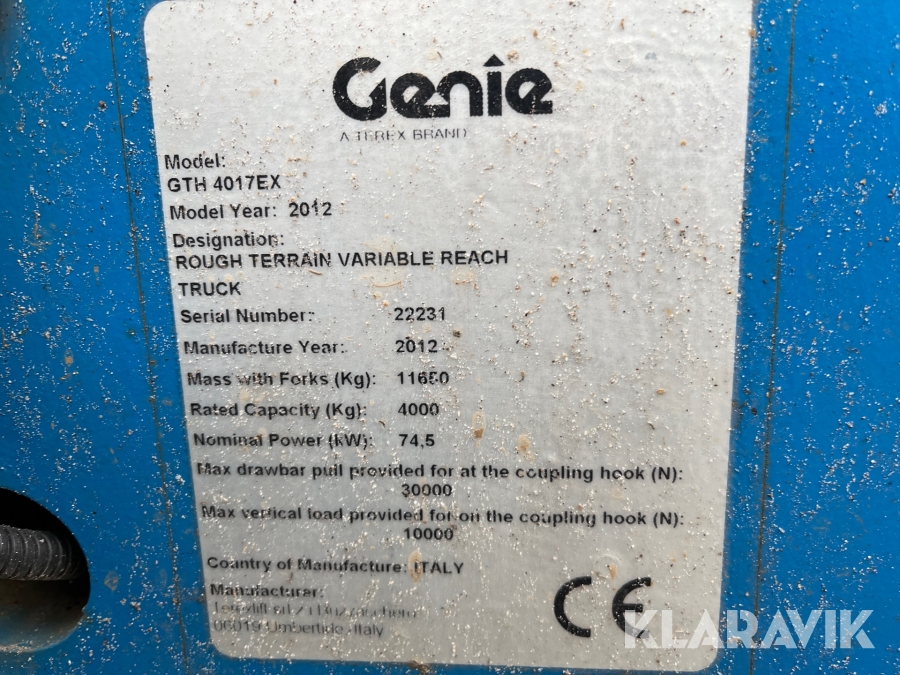 Genie
A TEREX BRAND
Model:
GTH 4017EX
Model Year: 2012
Designation:
ROUGH TERRAIN VARIABLE REACH
TRUCK
Serial Number: 22231
Manufacture Year: 2012
Mass with Forks (Kg): 11650
Rated Capacity (Kg): 4000
Nominal Power (kW): 74,5
Max drawbar pull provided for at the coupling hook (N):
30000
Max vertical load provided for on the coupling hook (N):
10000
Country of Manufacture: ITALY
Manufacturer:
06019 Umbertide - Italy
CE
KLARAVIK